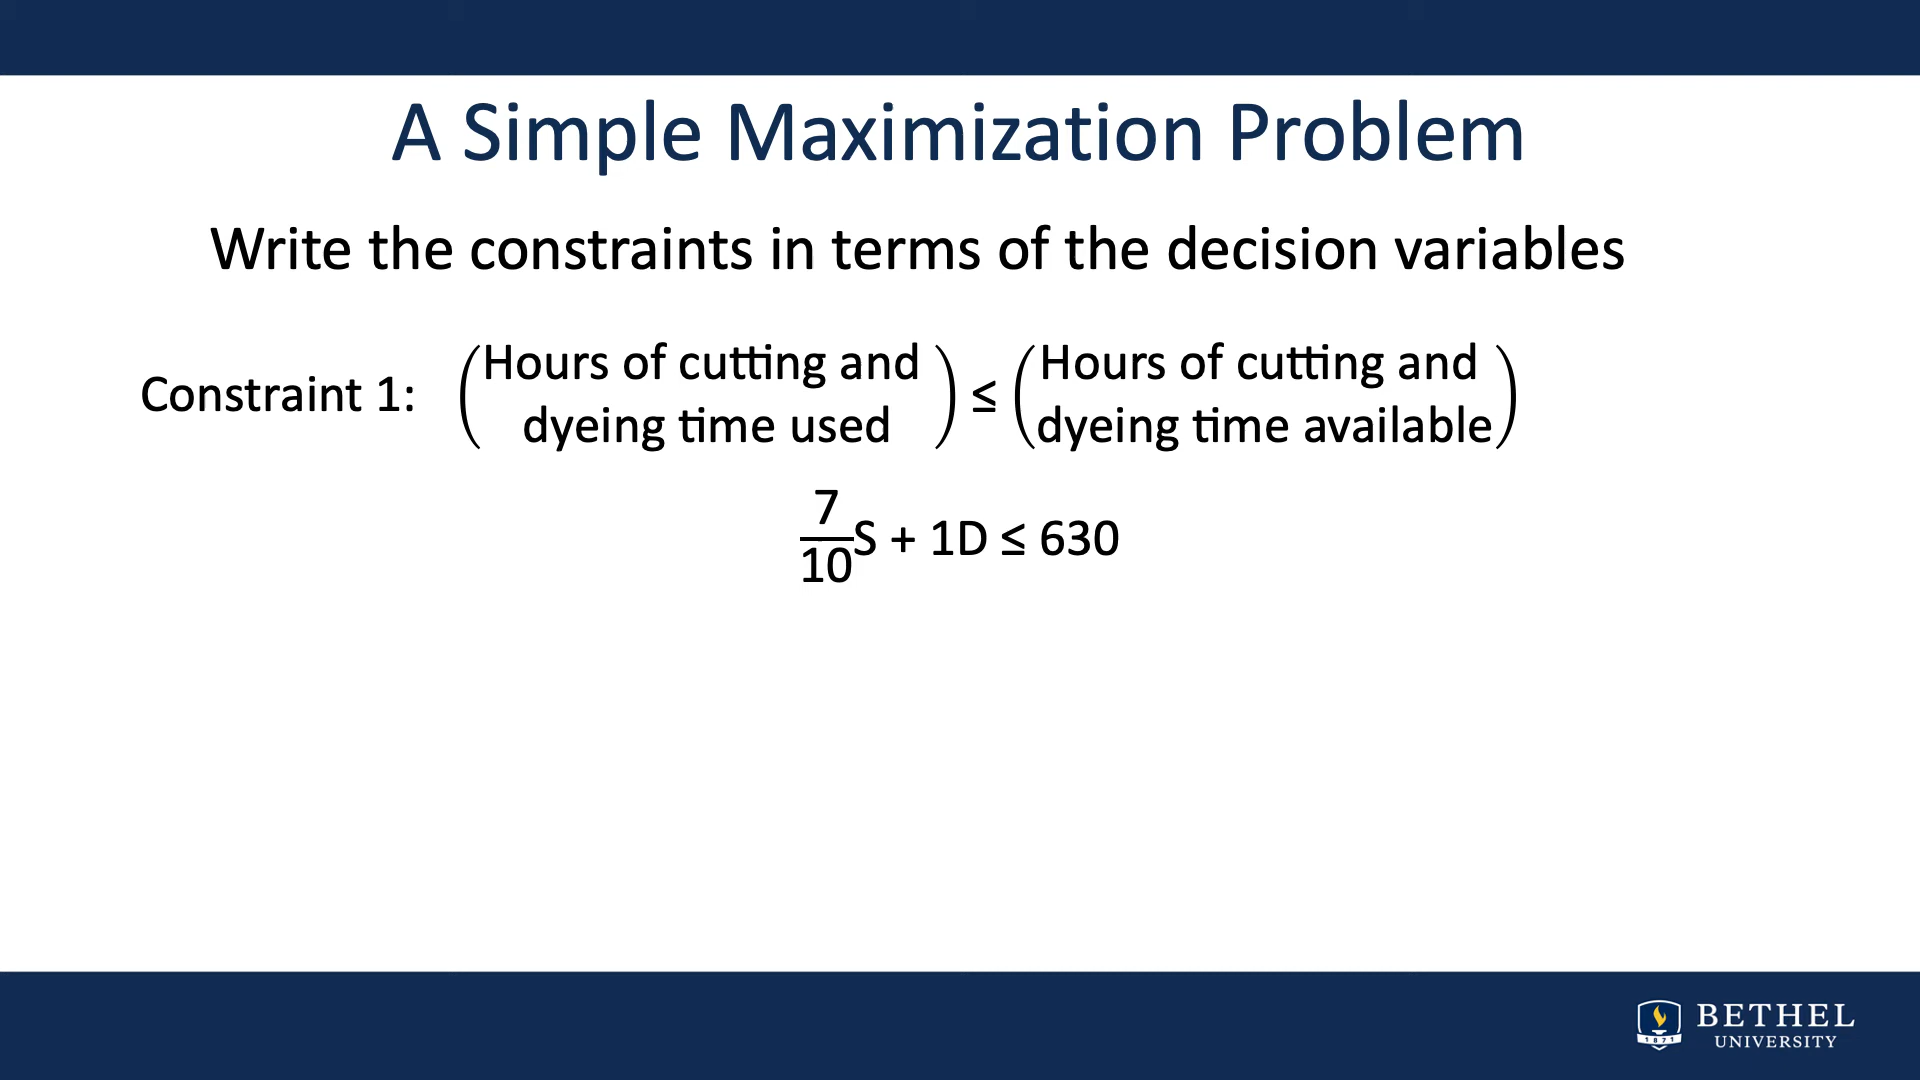 A Simple Maximization Problem
Write the constraints in terms of the decision variables
Constraint 1: (Hours of cutting and dyeing time used) ≤ (Hours of cutting and dyeing time available)
7/10 S + 1D ≤ 630
1871
BETHEL
UNIVERSITY